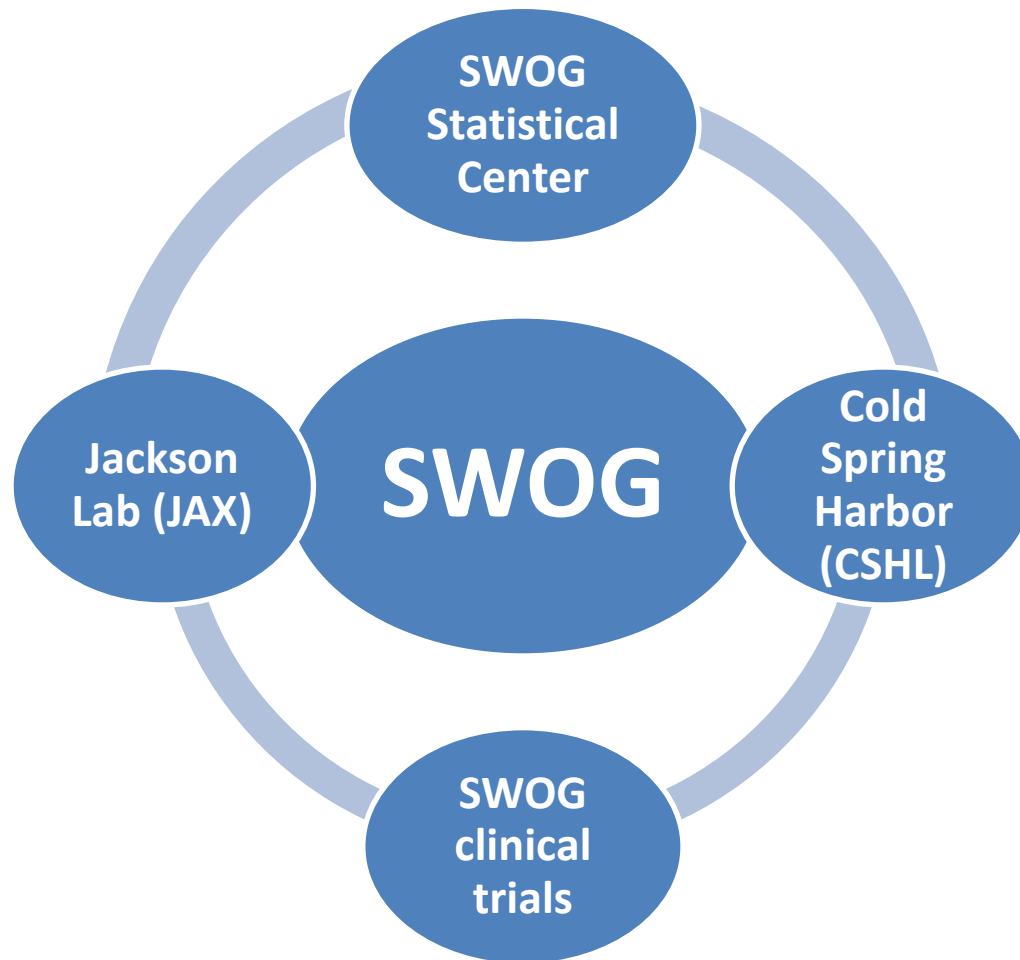 SWOG
Statistical
Center
Jackson
Lab (JAX)
SWOG
Cold
Spring
Harbor
(CSHL)
SWOG
clinical
trials